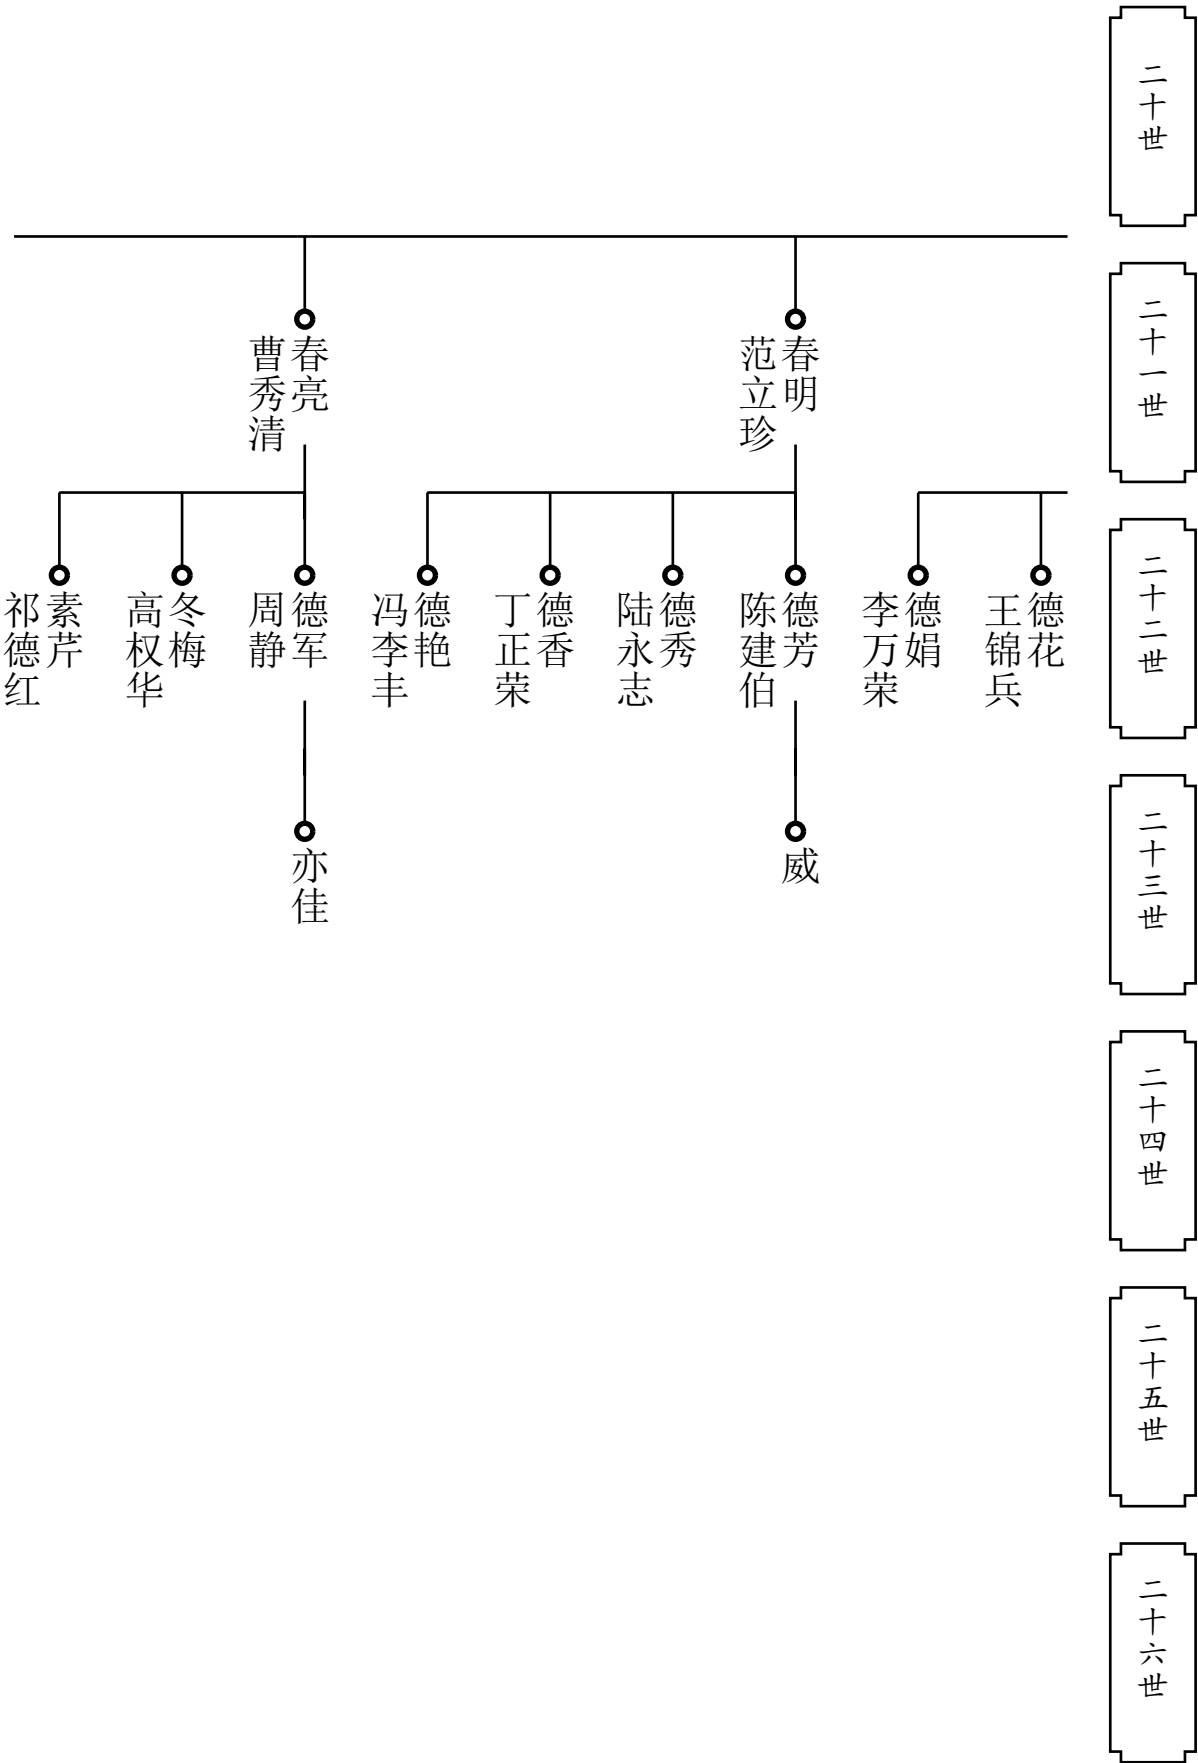 二十世
二十一世
春明
范立珍
春亮
曹秀清
二十二世
德花
王锦兵
德娟
李万荣
德芳
陈建伯
德秀
陆永志
德香
丁正荣
德艳
冯李丰
德军
周静
冬梅
高权华
素芹
祁德红
二十三世
威
亦佳
二十四世
二十五世
二十六世